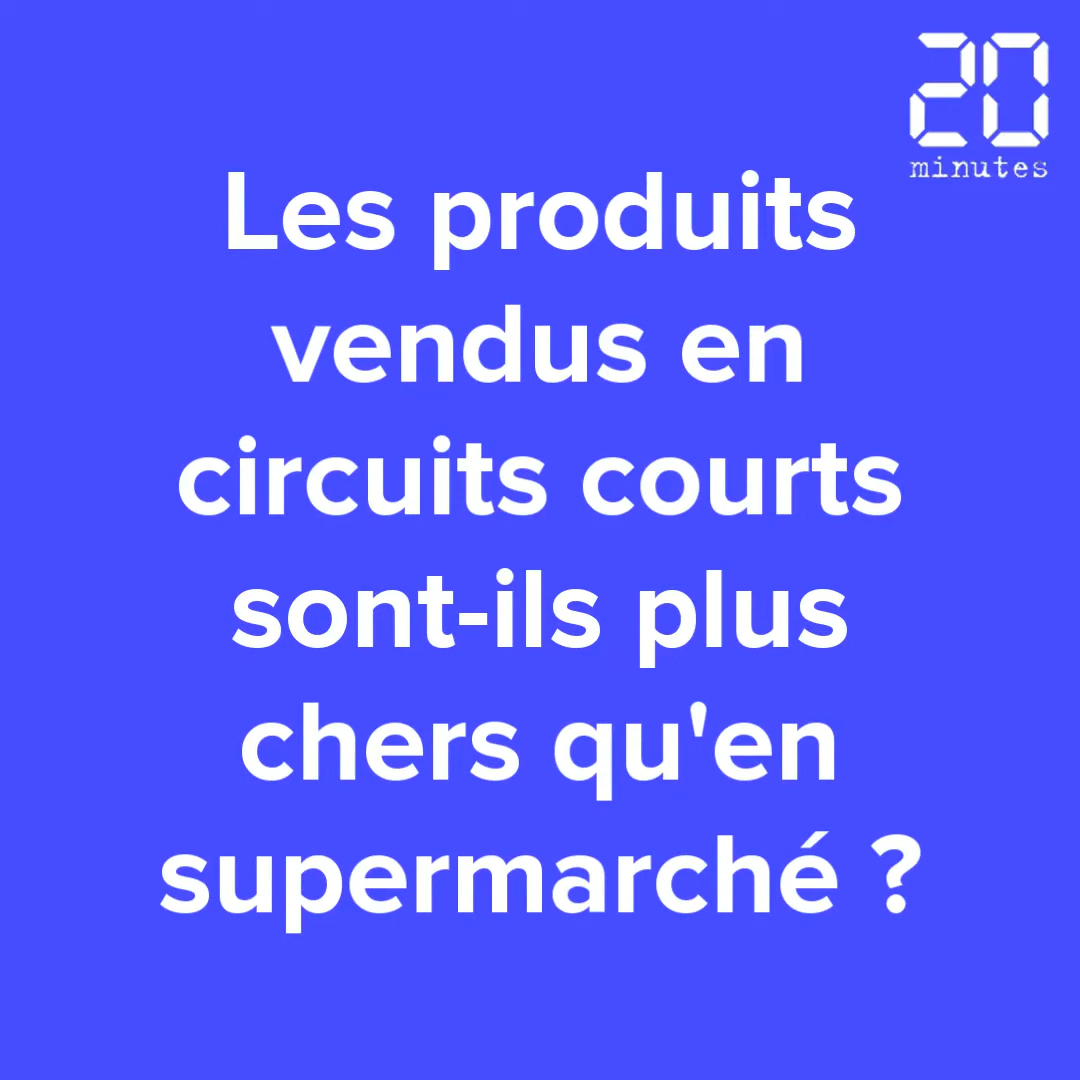 20
minutes
Les produits
vendus en
circuits courts
sont-ils plus
chers qu'en
supermarché ?